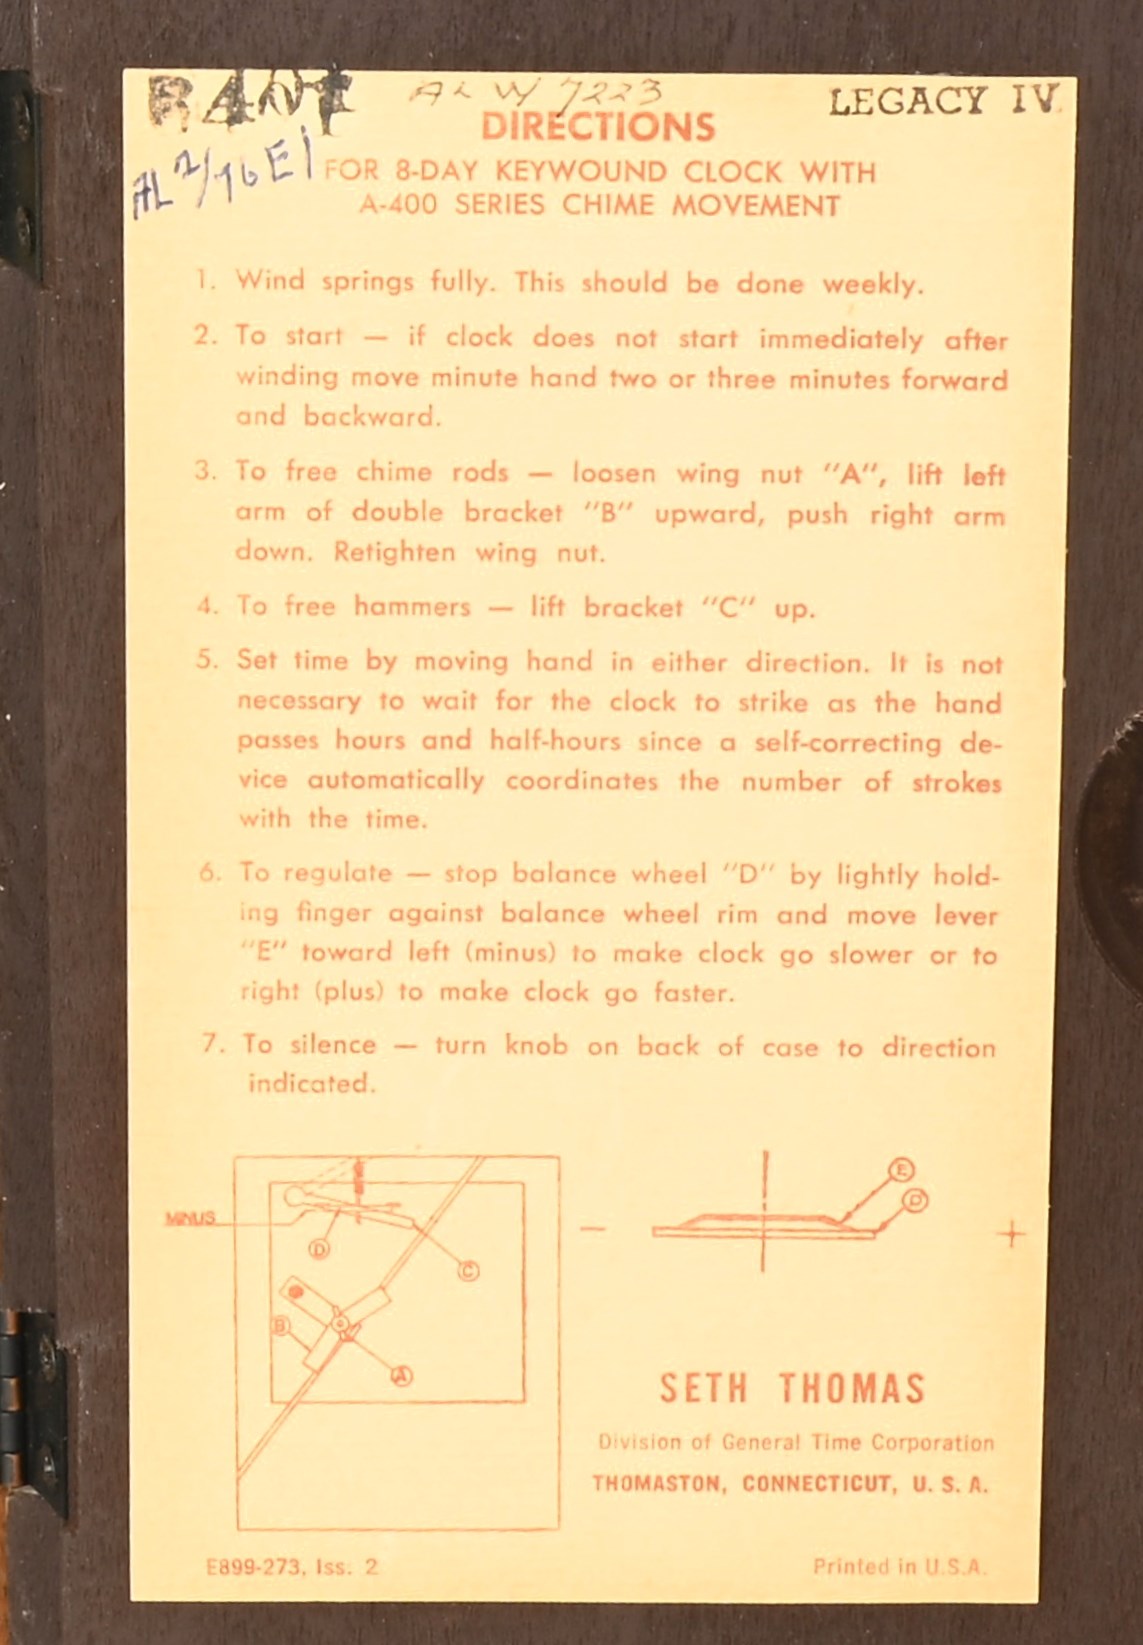 R401 AL W 7223 LEGACY IV
AL 2/76 E1
DIRECTIONS
FOR 8-DAY KEYWOUND CLOCK WITH
A-400 SERIES CHIME MOVEMENT
1. Wind springs fully. This should be done weekly.
2. To start — if clock does not start immediately after
winding move minute hand two or three minutes forward
and backward.
3. To free chime rods — loosen wing nut "A", lift left
arm of double bracket "B" upward, push right arm
down. Retighten wing nut.
4. To free hammers — lift bracket "C" up.
5. Set time by moving hand in either direction. It is not
necessary to wait for the clock to strike as the hand
passes hours and half-hours since a self-correcting de-
vice automatically coordinates the number of strokes
with the time.
6. To regulate — stop balance wheel "D" by lightly hold-
ing finger against balance wheel rim and move lever
"E" toward left (minus) to make clock go slower or to
right (plus) to make clock go faster.
7. To silence — turn knob on back of case to direction
indicated.
MINUS
D
C
B
A
E
D
− +
SETH THOMAS
Division of General Time Corporation
THOMASTON, CONNECTICUT, U. S. A.
E899-273, Iss. 2
Printed in U.S.A.